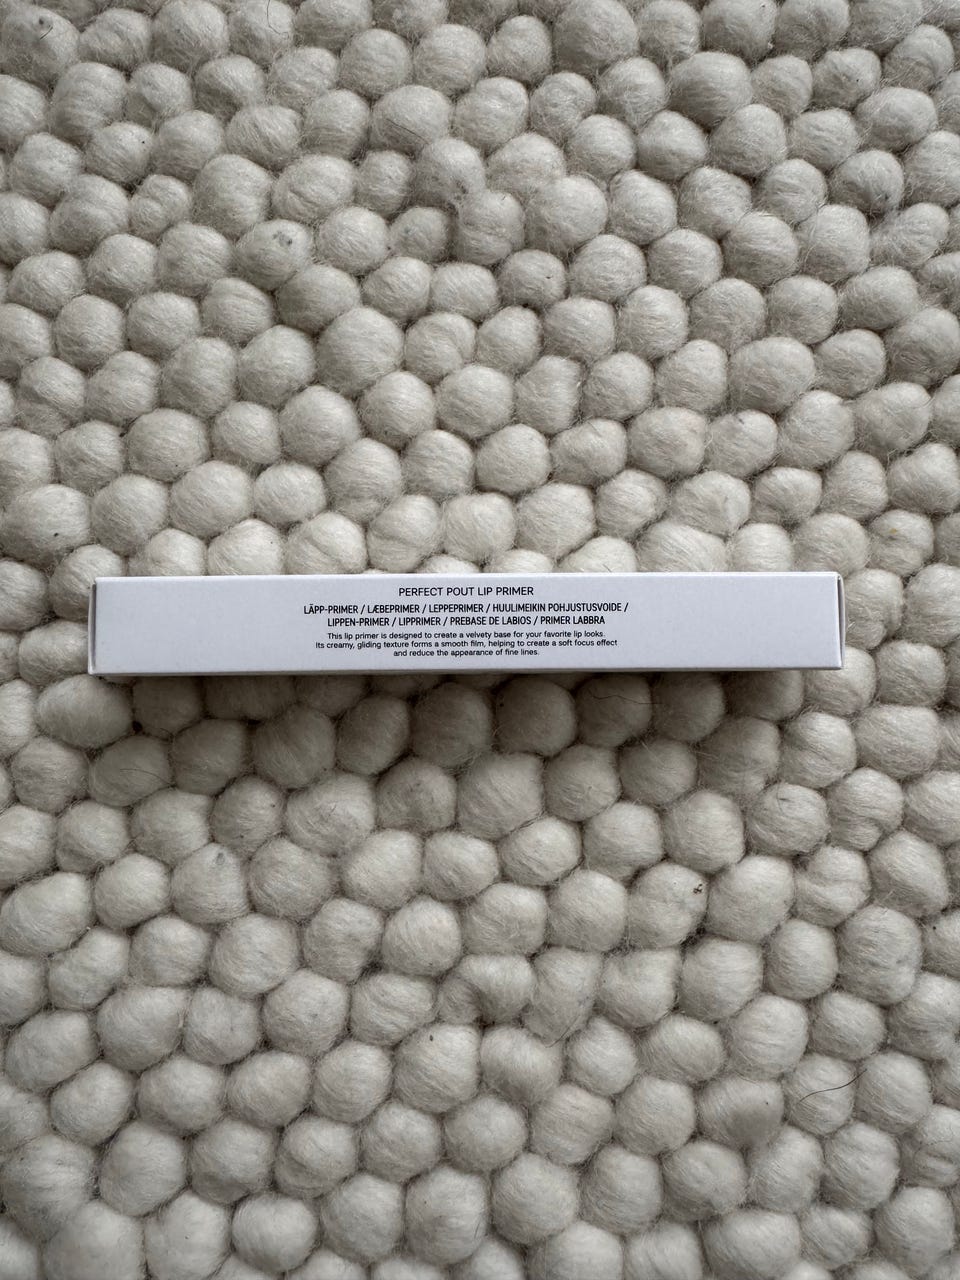 PERFECT POUT LIP PRIMER
LÄPP-PRIMER / LÆBEPRIMER / LEPPEPRIMER / HUULIMEIKIN POHJUSTUSVOIDE /
LIPPEN-PRIMER / LIPPRIMER / PREBASE DE LABIOS / PRIMER LABBRA
This lip primer is designed to create a velvety base for your favorite lip looks.
Its creamy, gliding texture forms a smooth film, helping to create a soft focus effect
and reduce the appearance of fine lines.